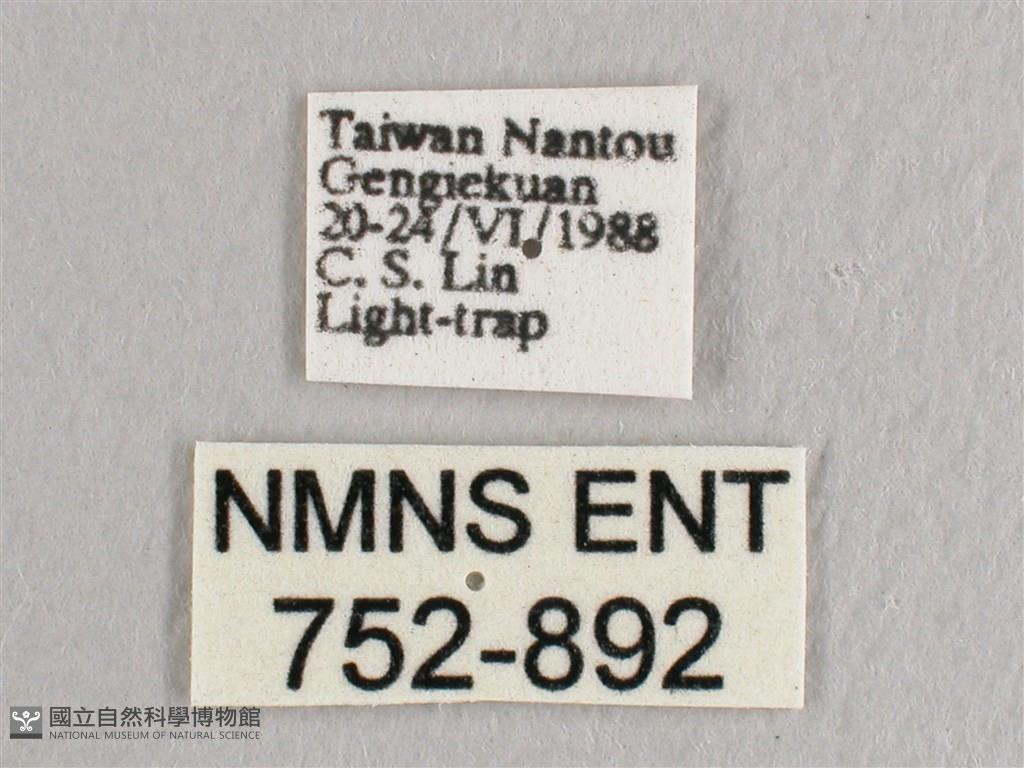 Taiwan Nantou
Gengiekuan
20-24/VI/1988
C. S. Lin
Light-trap
NMNS ENT
752-892
國立自然科學博物館
NATIONAL MUSEUM OF NATURAL SCIENCE